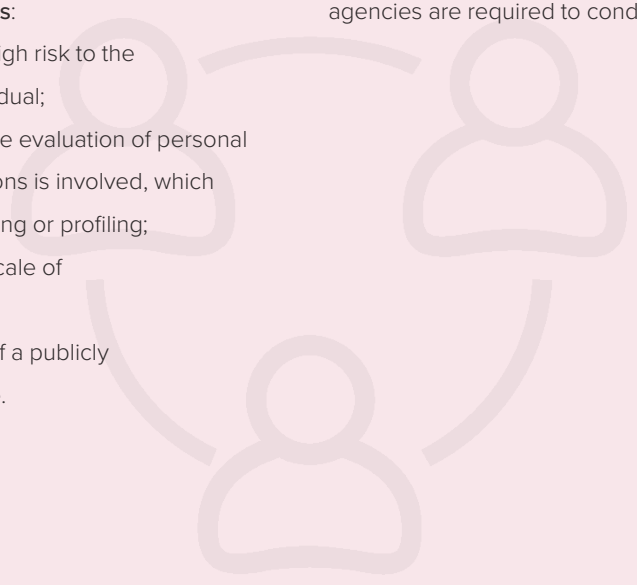 s:
igh risk to the
dual;
e evaluation of personal
ons is involved, which
ng or profiling;
cale of
f a publicly
.
agencies are required to cond